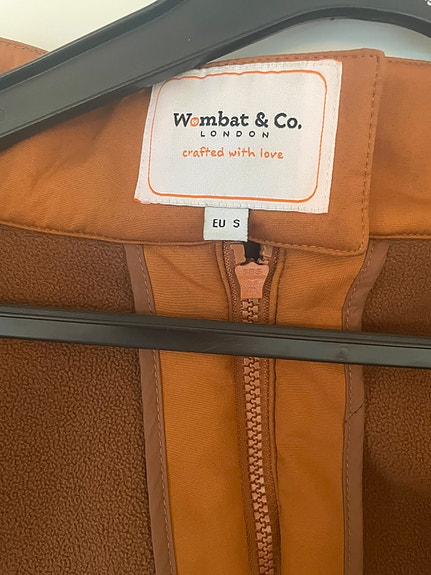 Wombat & Co.
LONDON
crafted with love
EU S